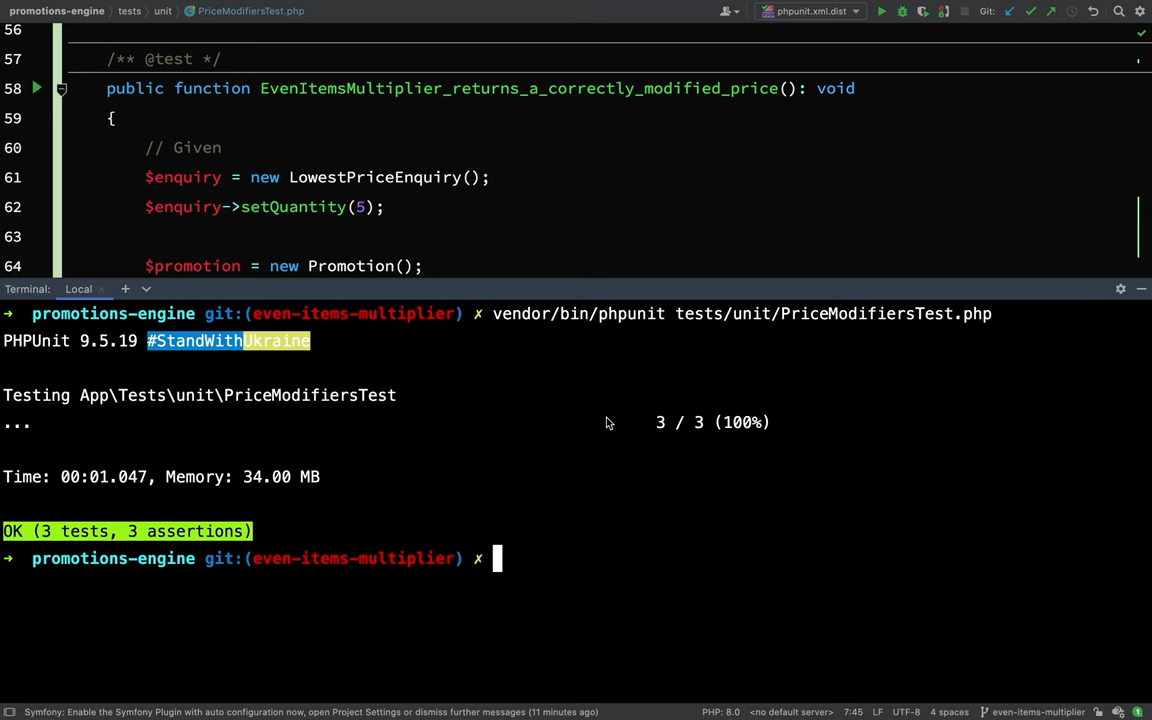 promotions-engine tests unit PriceModifiersTest.php phpunit.xml.dist Git:
56
57 /** @test */
58 public function EvenItemsMultiplier_returns_a_correctly_modified_price(): void
59 {
60 // Given
61 $enquiry = new LowestPriceEnquiry();
62 $enquiry->setQuantity(5);
63
64 $promotion = new Promotion();
Terminal: Local × +
→ promotions-engine git:(even-items-multiplier) ✗ vendor/bin/phpunit tests/unit/PriceModifiersTest.php
PHPUnit 9.5.19 #StandWithUkraine
Testing App\Tests\unit\PriceModifiersTest
... 3 / 3 (100%)
Time: 00:01.047, Memory: 34.00 MB
OK (3 tests, 3 assertions)
→ promotions-engine git:(even-items-multiplier) ✗
Symfony: Enable the Symfony Plugin with auto configuration now, open Project Settings or dismiss further messages (11 minutes ago) PHP: 8.0 <no default server> 7:45 LF UTF-8 4 spaces even-items-multiplier 1